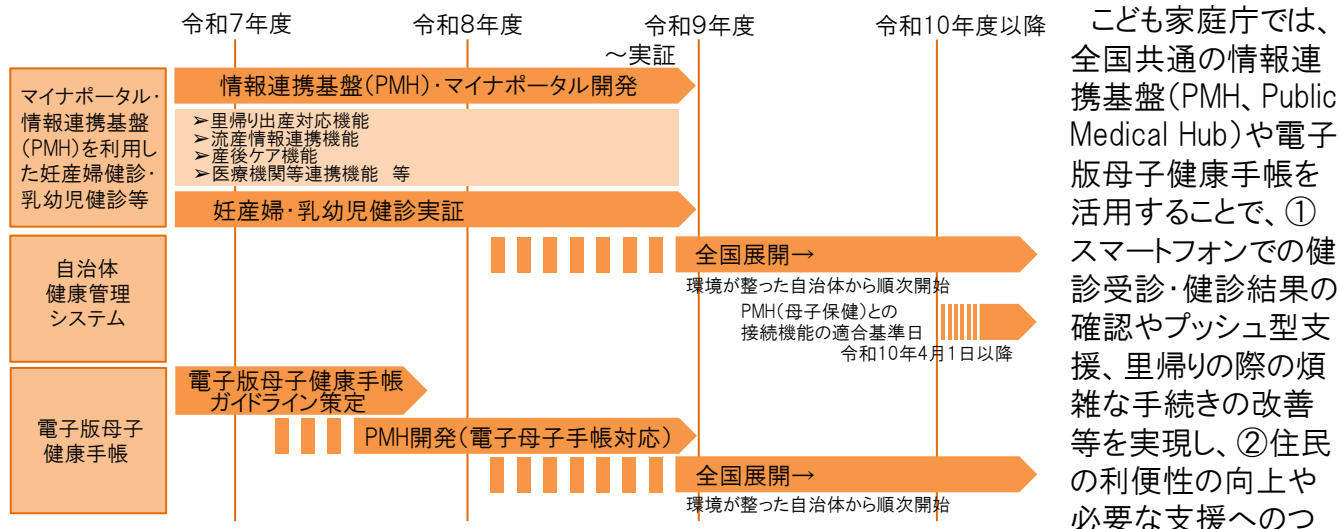 令和7年度
令和8年度
令和9年度
令和10年度以降
～実証
マイナポータル・
情報連携基盤
(PMH)を利用し
た妊産婦健診・
乳幼児健診等
情報連携基盤(PMH)・マイナポータル開発
➢里帰り出産対応機能
➢流産情報連携機能
➢産後ケア機能
➢医療機関等連携機能 等
妊産婦・乳幼児健診実証
自治体
健康管理
システム
全国展開→
環境が整った自治体から順次開始
PMH(母子保健)との
接続機能の適合基準日
令和10年4月1日以降
電子版母子
健康手帳
電子版母子健康手帳
ガイドライン策定
PMH開発(電子母子手帳対応)
全国展開→
環境が整った自治体から順次開始
こども家庭庁では、
全国共通の情報連
携基盤(PMH、Public
Medical Hub)や電子
版母子健康手帳を
活用することで、①
スマートフォンでの健
診受診・健診結果の
確認やプッシュ型支
援、里帰りの際の煩
雑な手続きの改善
等を実現し、②住民
の利便性の向上や
必要な支援へのつ